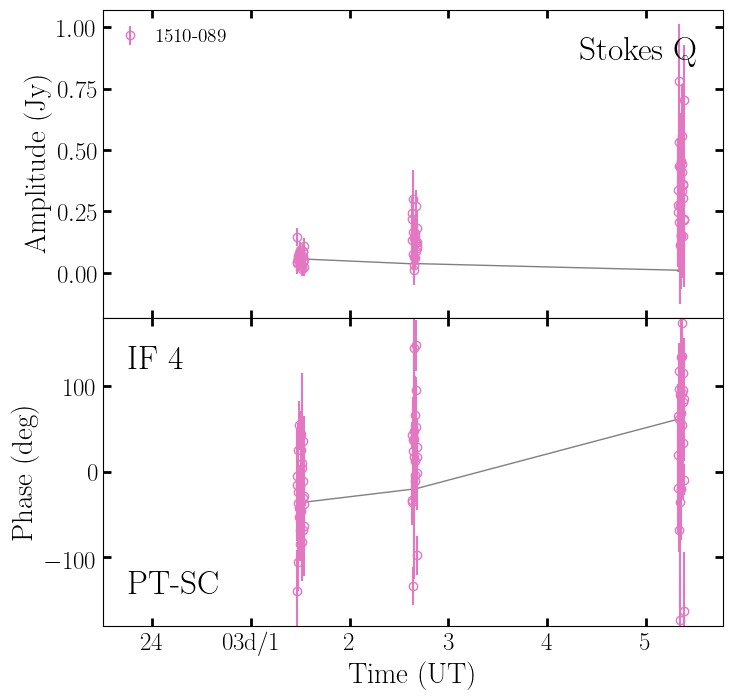 1510-089
Stokes Q
1.00
0.75
0.50
0.25
0.00
Amplitude (Jy)
IF 4
100
0
−100
Phase (deg)
PT-SC
24
03d/1
2
3
4
5
Time (UT)